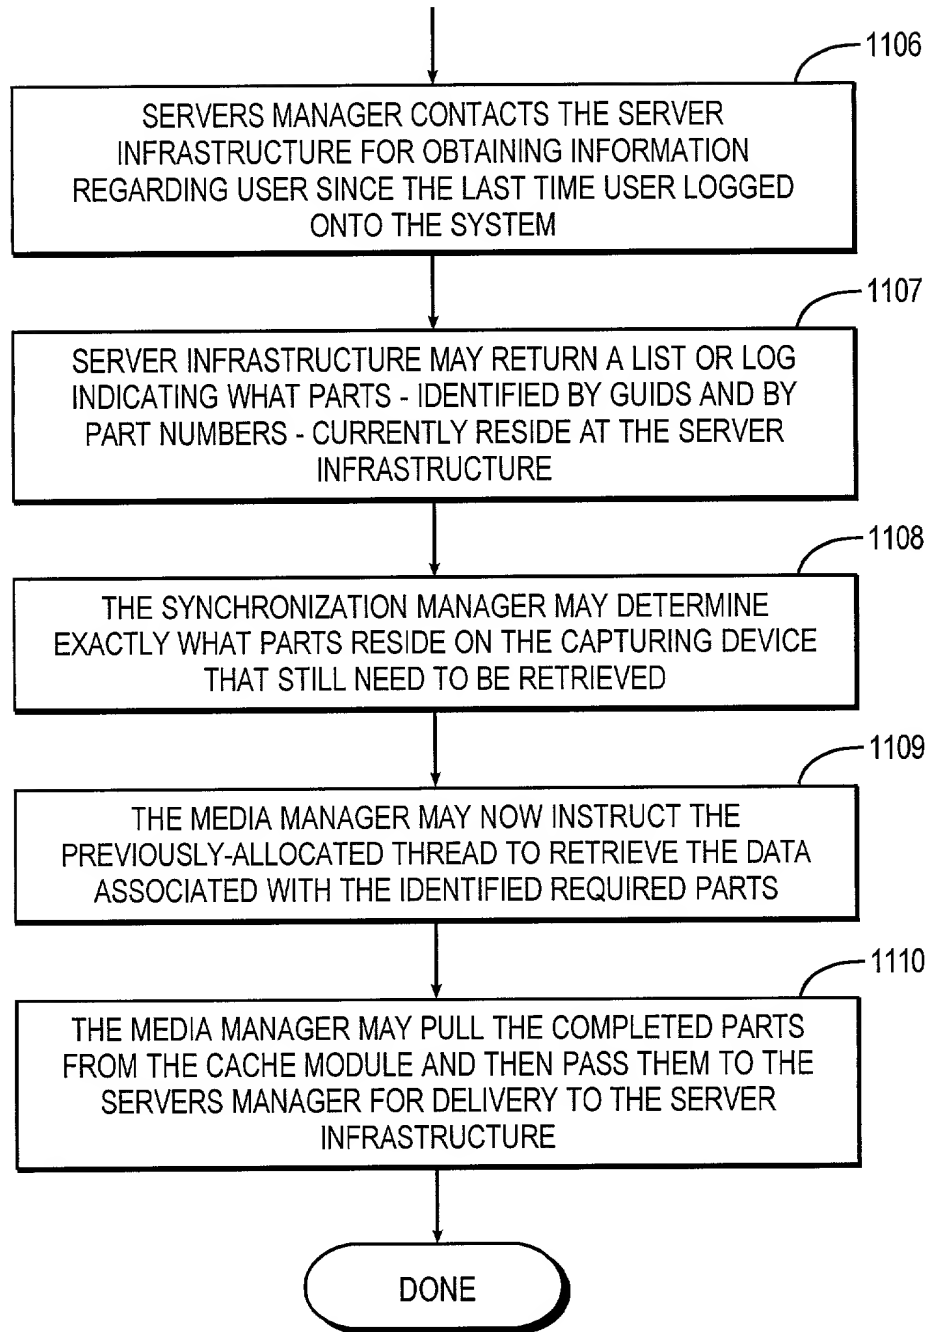 1106
SERVERS MANAGER CONTACTS THE SERVER
INFRASTRUCTURE FOR OBTAINING INFORMATION
REGARDING USER SINCE THE LAST TIME USER LOGGED
ONTO THE SYSTEM
1107
SERVER INFRASTRUCTURE MAY RETURN A LIST OR LOG
INDICATING WHAT PARTS - IDENTIFIED BY GUIDS AND BY
PART NUMBERS - CURRENTLY RESIDE AT THE SERVER
INFRASTRUCTURE
1108
THE SYNCHRONIZATION MANAGER MAY DETERMINE
EXACTLY WHAT PARTS RESIDE ON THE CAPTURING DEVICE
THAT STILL NEED TO BE RETRIEVED
1109
THE MEDIA MANAGER MAY NOW INSTRUCT THE
PREVIOUSLY-ALLOCATED THREAD TO RETRIEVE THE DATA
ASSOCIATED WITH THE IDENTIFIED REQUIRED PARTS
1110
THE MEDIA MANAGER MAY PULL THE COMPLETED PARTS
FROM THE CACHE MODULE AND THEN PASS THEM TO THE
SERVERS MANAGER FOR DELIVERY TO THE SERVER
INFRASTRUCTURE
DONE